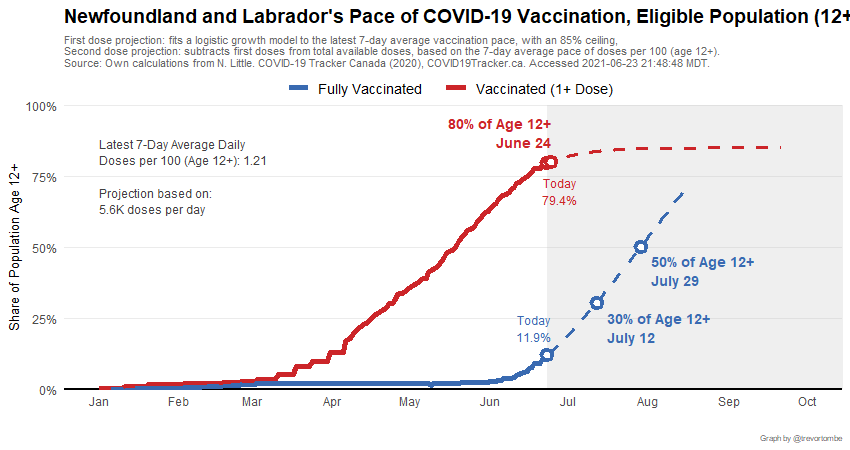 Newfoundland and Labrador's Pace of COVID-19 Vaccination, Eligible Population (12+
First dose projection: fits a logistic growth model to the latest 7-day average vaccination pace, with an 85% ceiling,
Second dose projection: subtracts first doses from total available doses, based on the 7-day average pace of doses per 100 (age 12+).
Source: Own calculations from N. Little. COVID-19 Tracker Canada (2020), COVID19Tracker.ca. Accessed 2021-06-23 21:48:48 MDT.
Fully Vaccinated Vaccinated (1+ Dose)
100%
75%
50%
25%
0%
Share of Population Age 12+
Latest 7-Day Average Daily
Doses per 100 (Age 12+): 1.21
Projection based on:
5.6K doses per day
80% of Age 12+
June 24
Today
79.4%
50% of Age 12+
July 29
30% of Age 12+
July 12
Today
11.9%
Jan Feb Mar Apr May Jun Jul Aug Sep Oct
Graph by @trevortombe